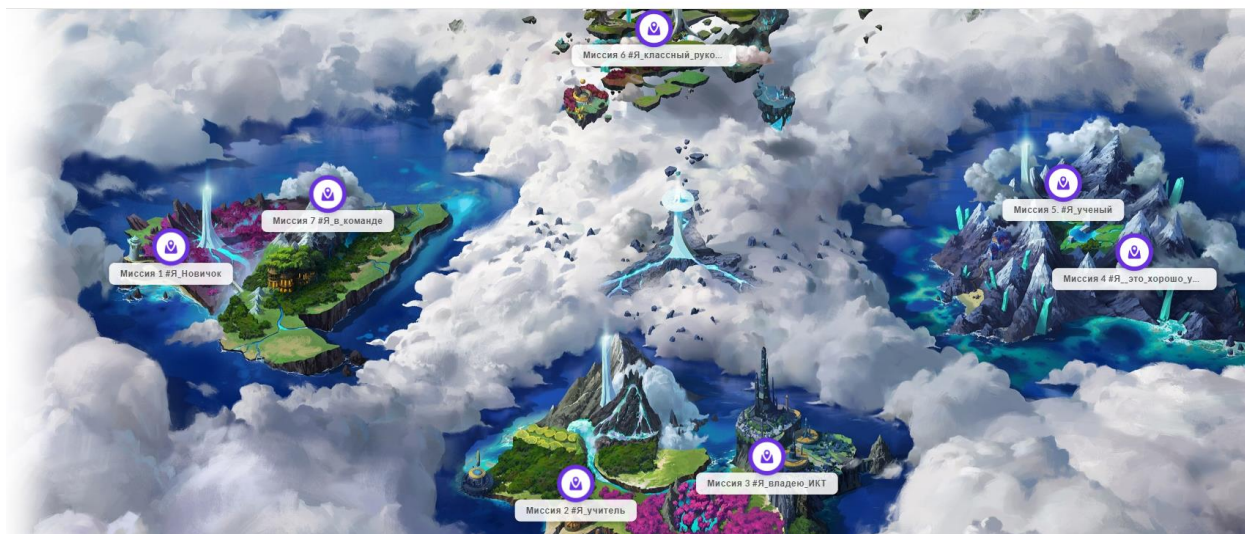 Миссия 6 #Я_классный_руко...
Миссия 7 #Я_в_команде
Миссия 5. #Я_ученый
Миссия 1 #Я_Новичок
Миссия 4 #Я__это_хорошо_у...
Миссия 3 #Я_владею_ИКТ
Миссия 2 #Я_учитель